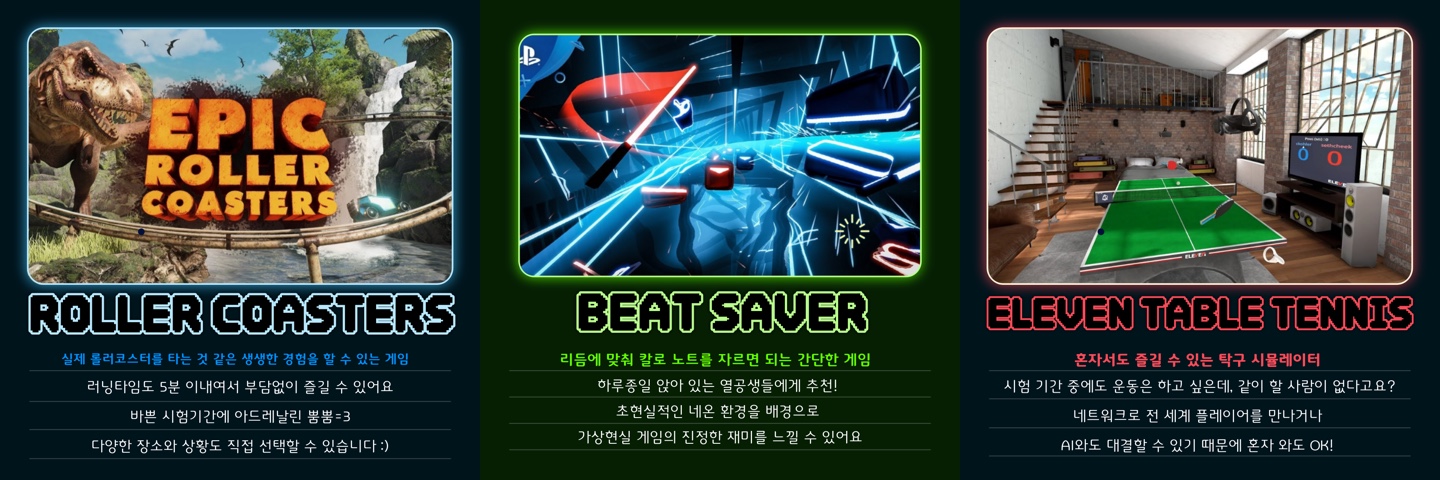 EPIC
ROLLER
COASTERS
ROLLER COASTERS
실제 롤러코스터를 타는 것 같은 생생한 경험을 할 수 있는 게임
러닝타임도 5분 이내여서 부담없이 즐길 수 있어요
바쁜 시험기간에 아드레날린 뿜뿜=3
다양한 장소와 상황도 직접 선택할 수 있습니다 :)
BEAT SAVER
리듬에 맞춰 칼로 노트를 자르면 되는 간단한 게임
하루종일 앉아 있는 열공생들에게 추천!
초현실적인 네온 환경을 배경으로
가상현실 게임의 진정한 재미를 느낄 수 있어요
0 0
ELEVEN
ELEVEN TABLE TENNIS
혼자서도 즐길 수 있는 탁구 시뮬레이터
시험 기간 중에도 운동은 하고 싶은데, 같이 할 사람이 없다고요?
네트워크로 전 세계 플레이어를 만나거나
AI와도 대결할 수 있기 때문에 혼자 와도 OK!